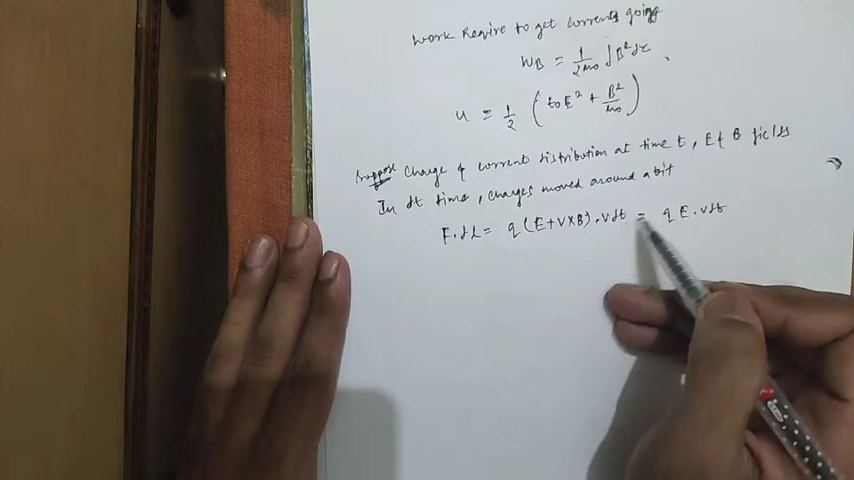 Work Require to get currents going
W_B = 1/2μ₀ ∫B²dτ
u = 1/2 (ε₀E² + B²/μ₀)
Suppose Charge & current distribution at time t, E & B fields
In dt time, charges moved around a bit
F.dl = q(E+V×B).vdt = q E.vdt